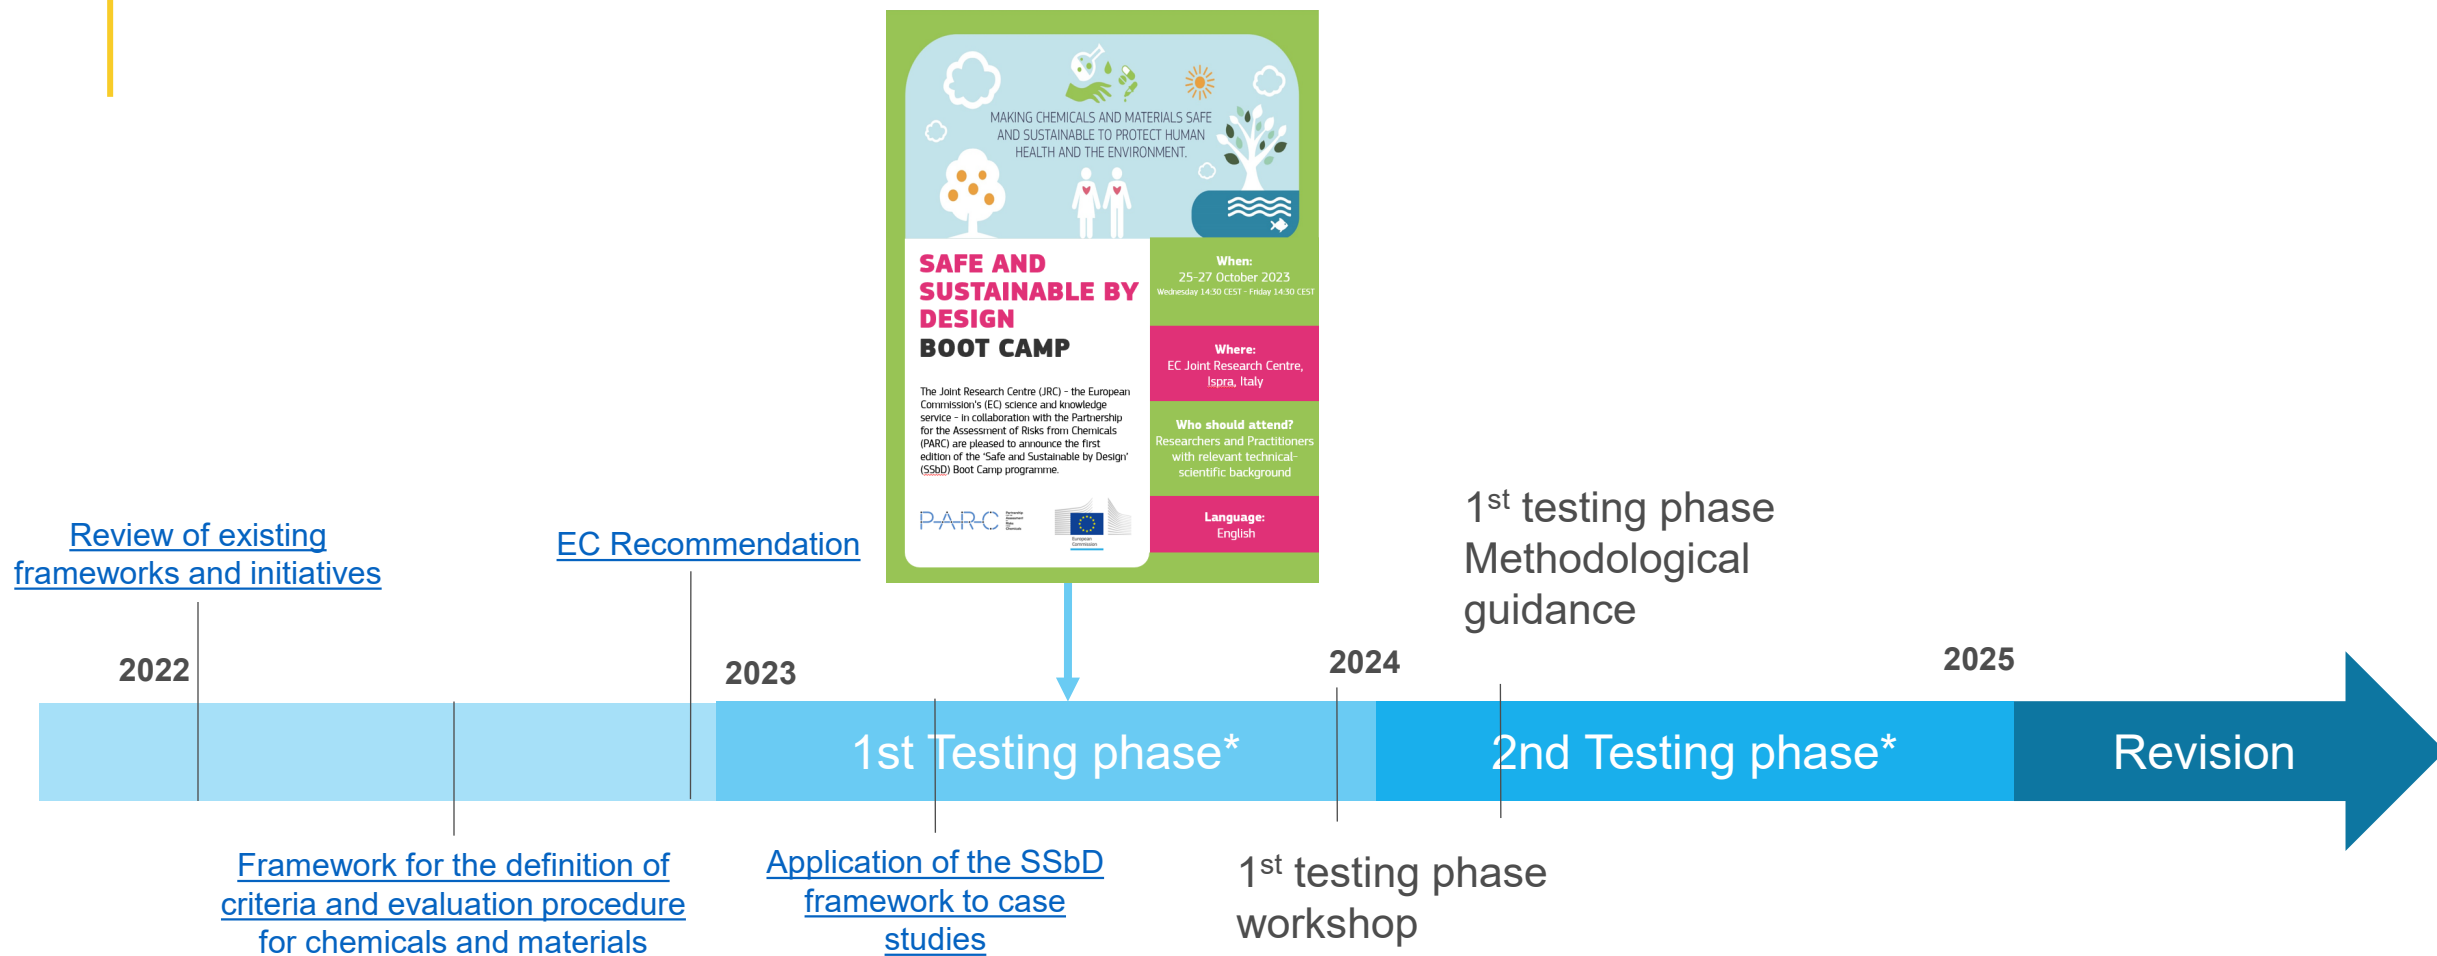 MAKING CHEMICALS AND MATERIALS SAFE
AND SUSTAINABLE TO PROTECT HUMAN
HEALTH AND THE ENVIRONMENT.
SAFE AND
SUSTAINABLE BY
DESIGN
BOOT CAMP
The Joint Research Centre (JRC) - the European
Commission's (EC) science and knowledge
service - in collaboration with the Partnership
for the Assessment of Risks from Chemicals
(PARC) are pleased to announce the first
edition of the 'Safe and Sustainable by Design'
(SSbD) Boot Camp programme.
P-A-R-C
European
Commission
When:
25-27 October 2023
Wednesday 14:30 CEST - Friday 14:30 CEST
Where:
EC Joint Research Centre,
Ispra, Italy
Who should attend?
Researchers and Practitioners
with relevant technical-
scientific background
Language:
English
Review of existing
frameworks and initiatives
EC Recommendation
1st testing phase
Methodological
guidance
2022
2023
2024
2025
1st Testing phase*
2nd Testing phase*
Revision
Framework for the definition of
criteria and evaluation procedure
for chemicals and materials
Application of the SSbD
framework to case
studies
1st testing phase
workshop